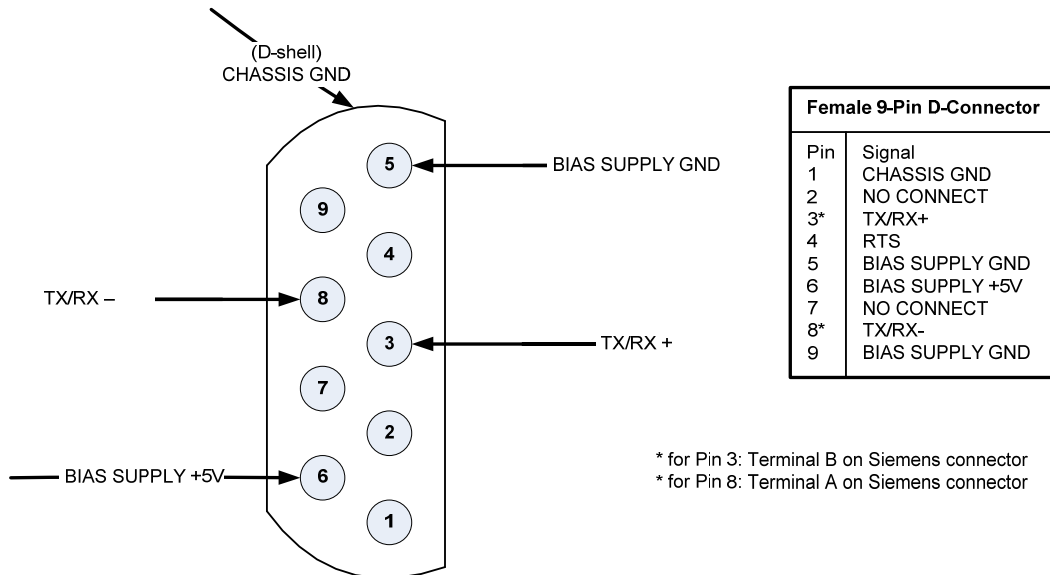 (D-shell)
CHASSIS GND
5
BIAS SUPPLY GND
9
4
TX/RX –
8
3
TX/RX +
7
2
BIAS SUPPLY +5V
6
1
Female 9-Pin D-Connector
Pin Signal
1 CHASSIS GND
2 NO CONNECT
3* TX/RX+
4 RTS
5 BIAS SUPPLY GND
6 BIAS SUPPLY +5V
7 NO CONNECT
8* TX/RX-
9 BIAS SUPPLY GND
* for Pin 3: Terminal B on Siemens connector
* for Pin 8: Terminal A on Siemens connector